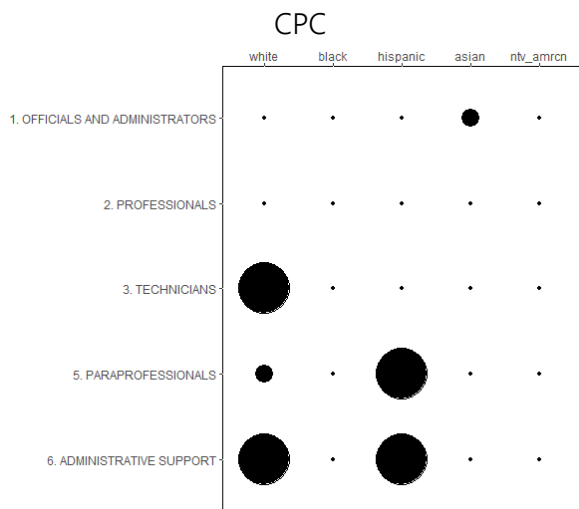 CPC
white black hispanic asian ntv_amrcn
1. OFFICIALS AND ADMINISTRATORS
2. PROFESSIONALS
3. TECHNICIANS
5. PARAPROFESSIONALS
6. ADMINISTRATIVE SUPPORT